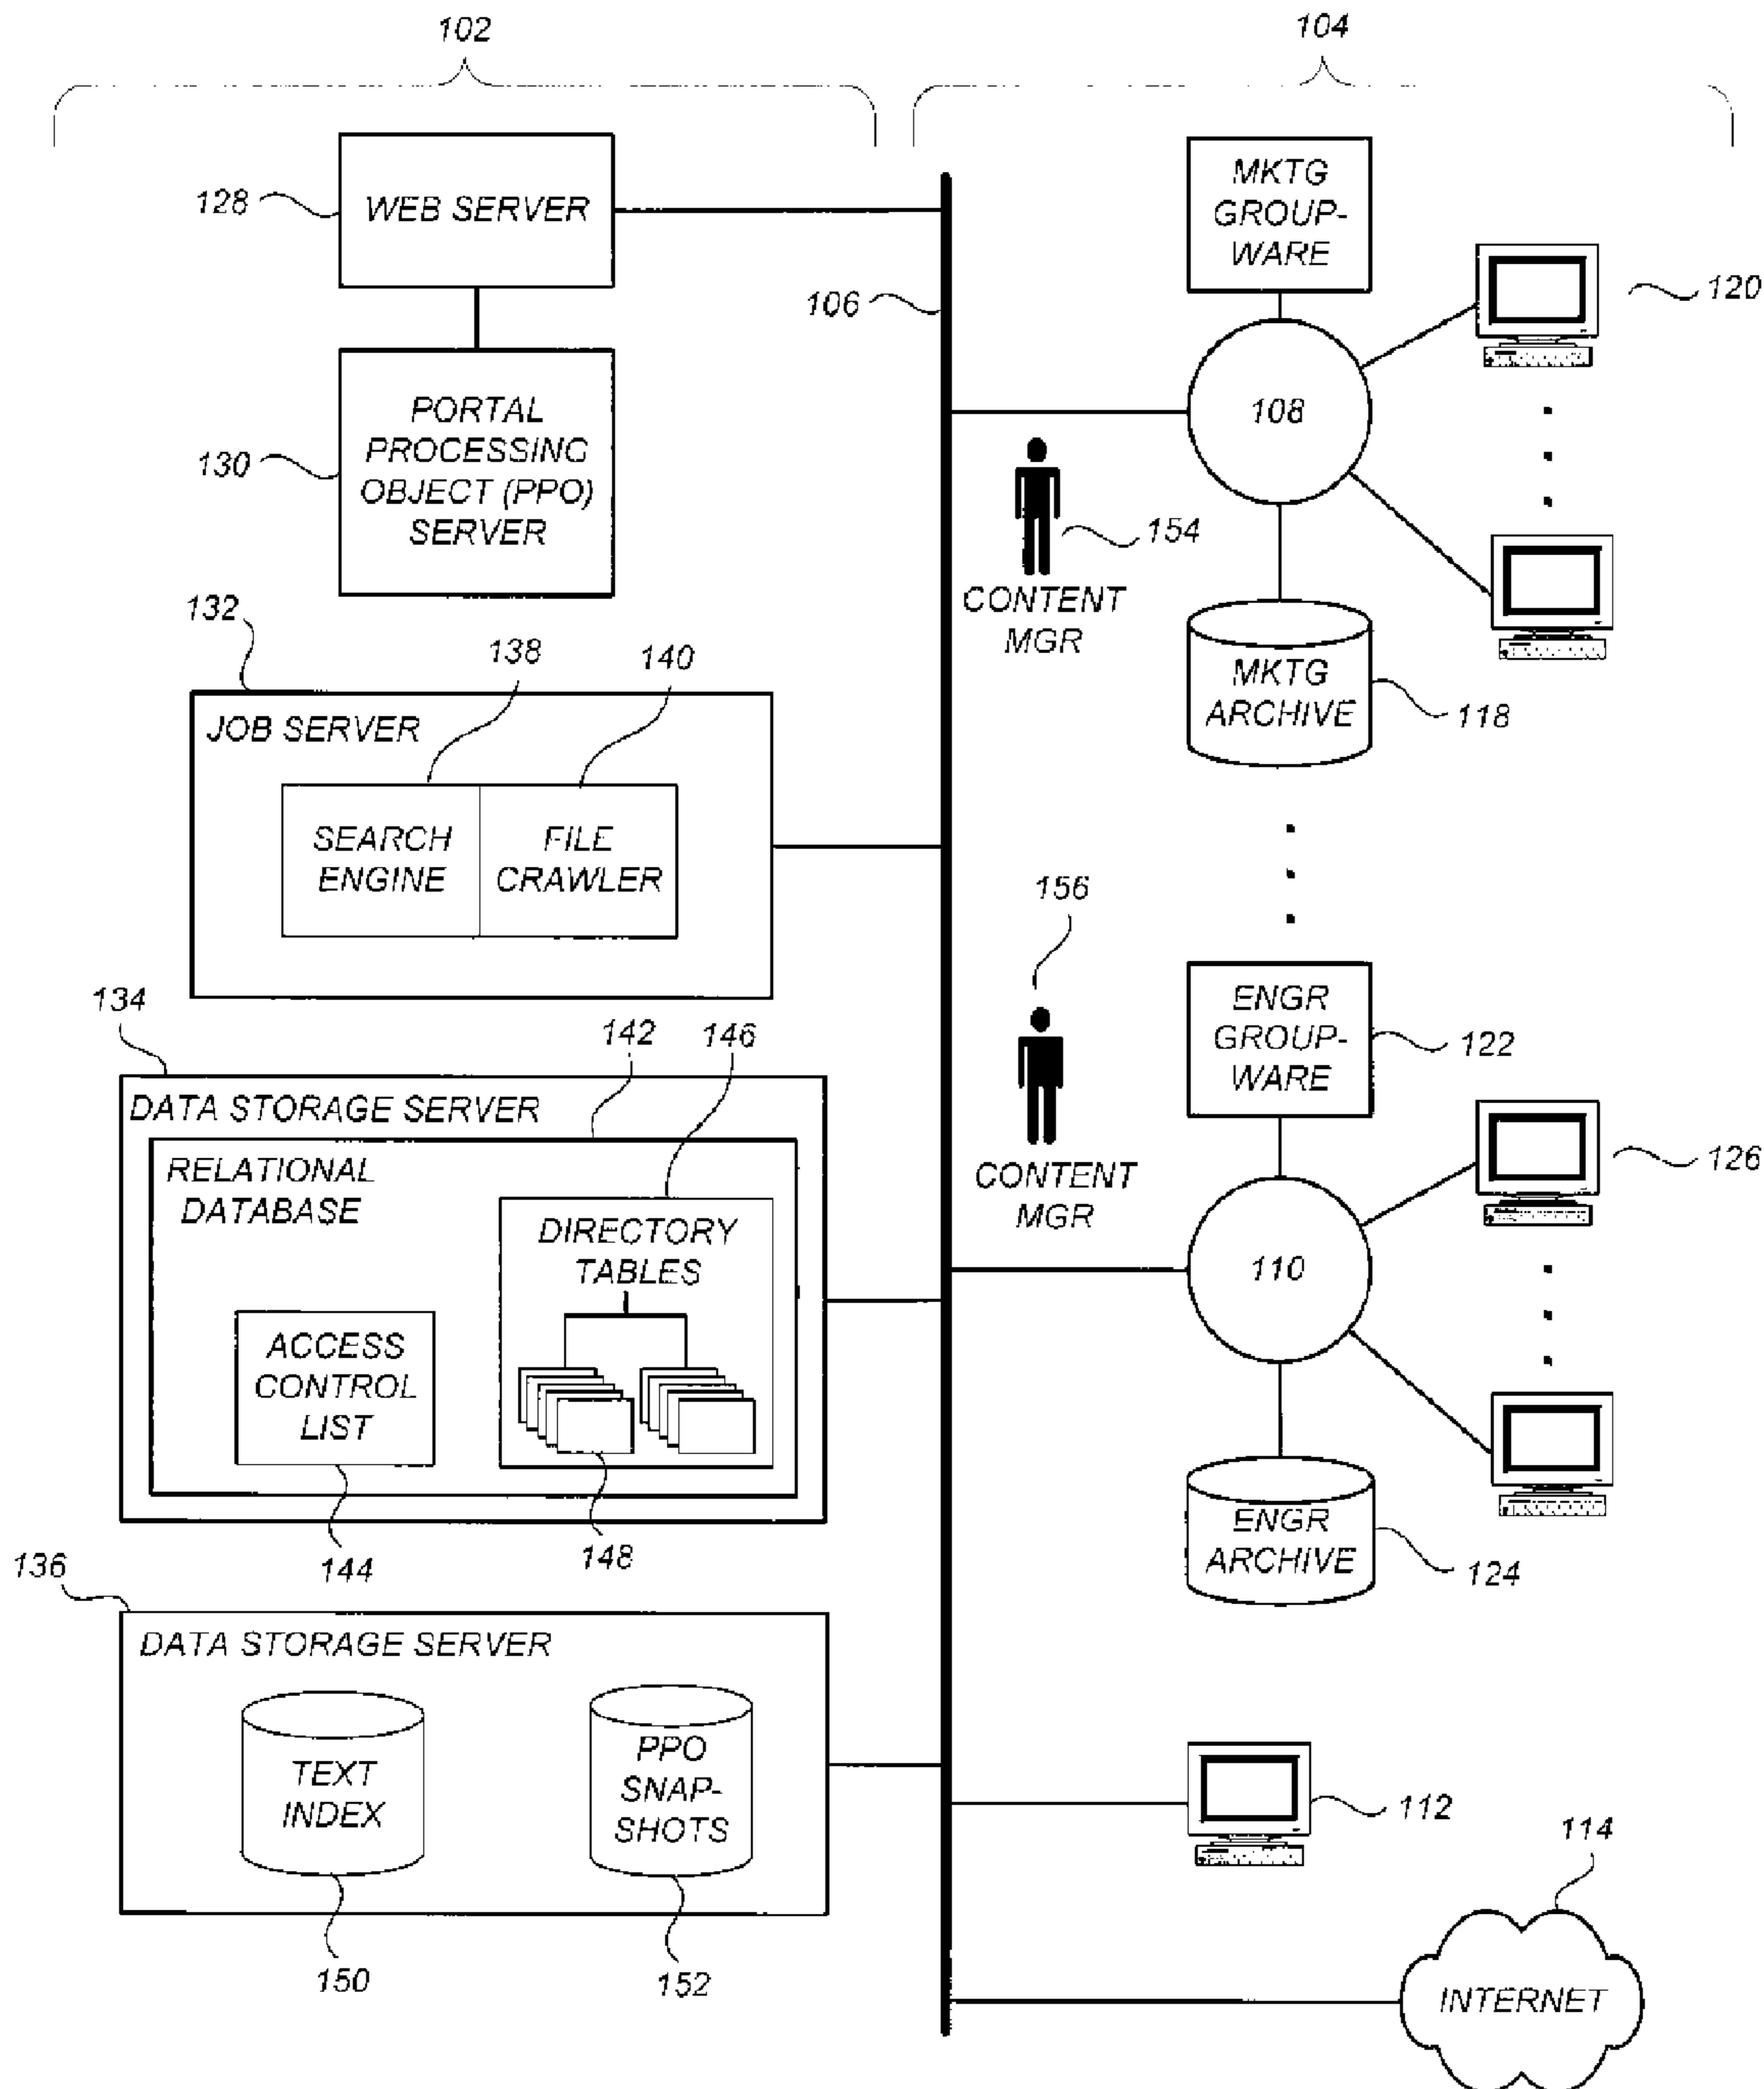 102
104
128
WEB SERVER
MKTG
GROUP-
WARE
106
120
130
PORTAL
PROCESSING
OBJECT (PPO)
SERVER
108
154
CONTENT
MGR
132
138
140
MKTG
ARCHIVE
118
JOB SERVER
SEARCH
ENGINE
FILE
CRAWLER
156
134
142
146
ENGR
GROUP-
WARE
122
DATA STORAGE SERVER
RELATIONAL
DATABASE
DIRECTORY
TABLES
CONTENT
MGR
126
110
ACCESS
CONTROL
LIST
144
148
ENGR
ARCHIVE
124
136
DATA STORAGE SERVER
TEXT
INDEX
PPO
SNAP-
SHOTS
112
114
150
152
INTERNET